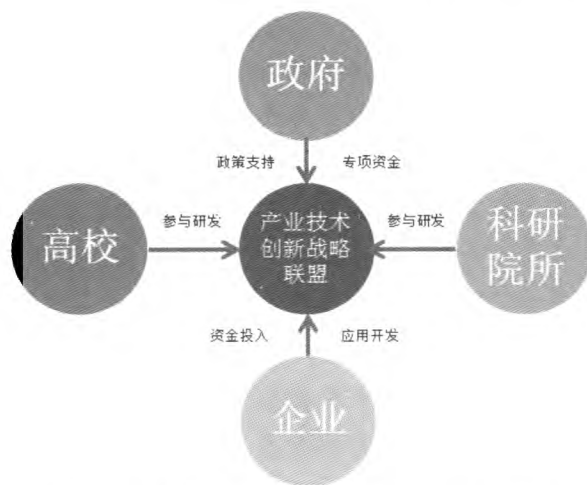 政府
政策支持 专项资金
高校
参与研发
产业技术
创新战略
联盟
参与研发
科研
院所
资金投入 应用开发
企业